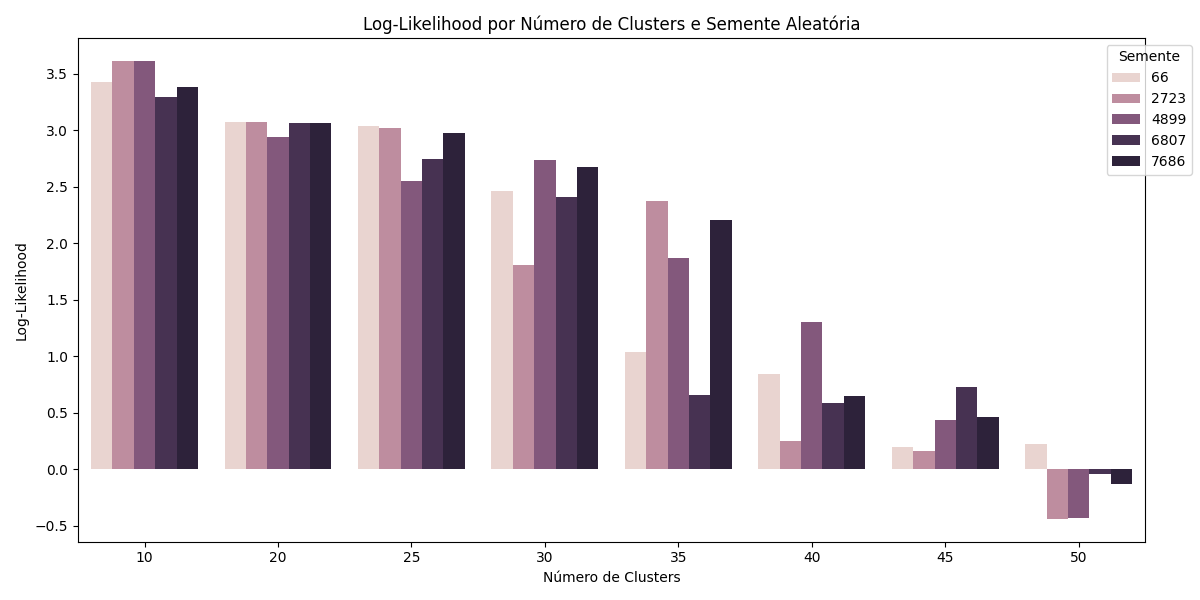 Log-Likelihood por Número de Clusters e Semente Aleatória
Semente
66
2723
4899
6807
7686
Log-Likelihood
3.5
3.0
2.5
2.0
1.5
1.0
0.5
0.0
−0.5
10 20 25 30 35 40 45 50
Número de Clusters